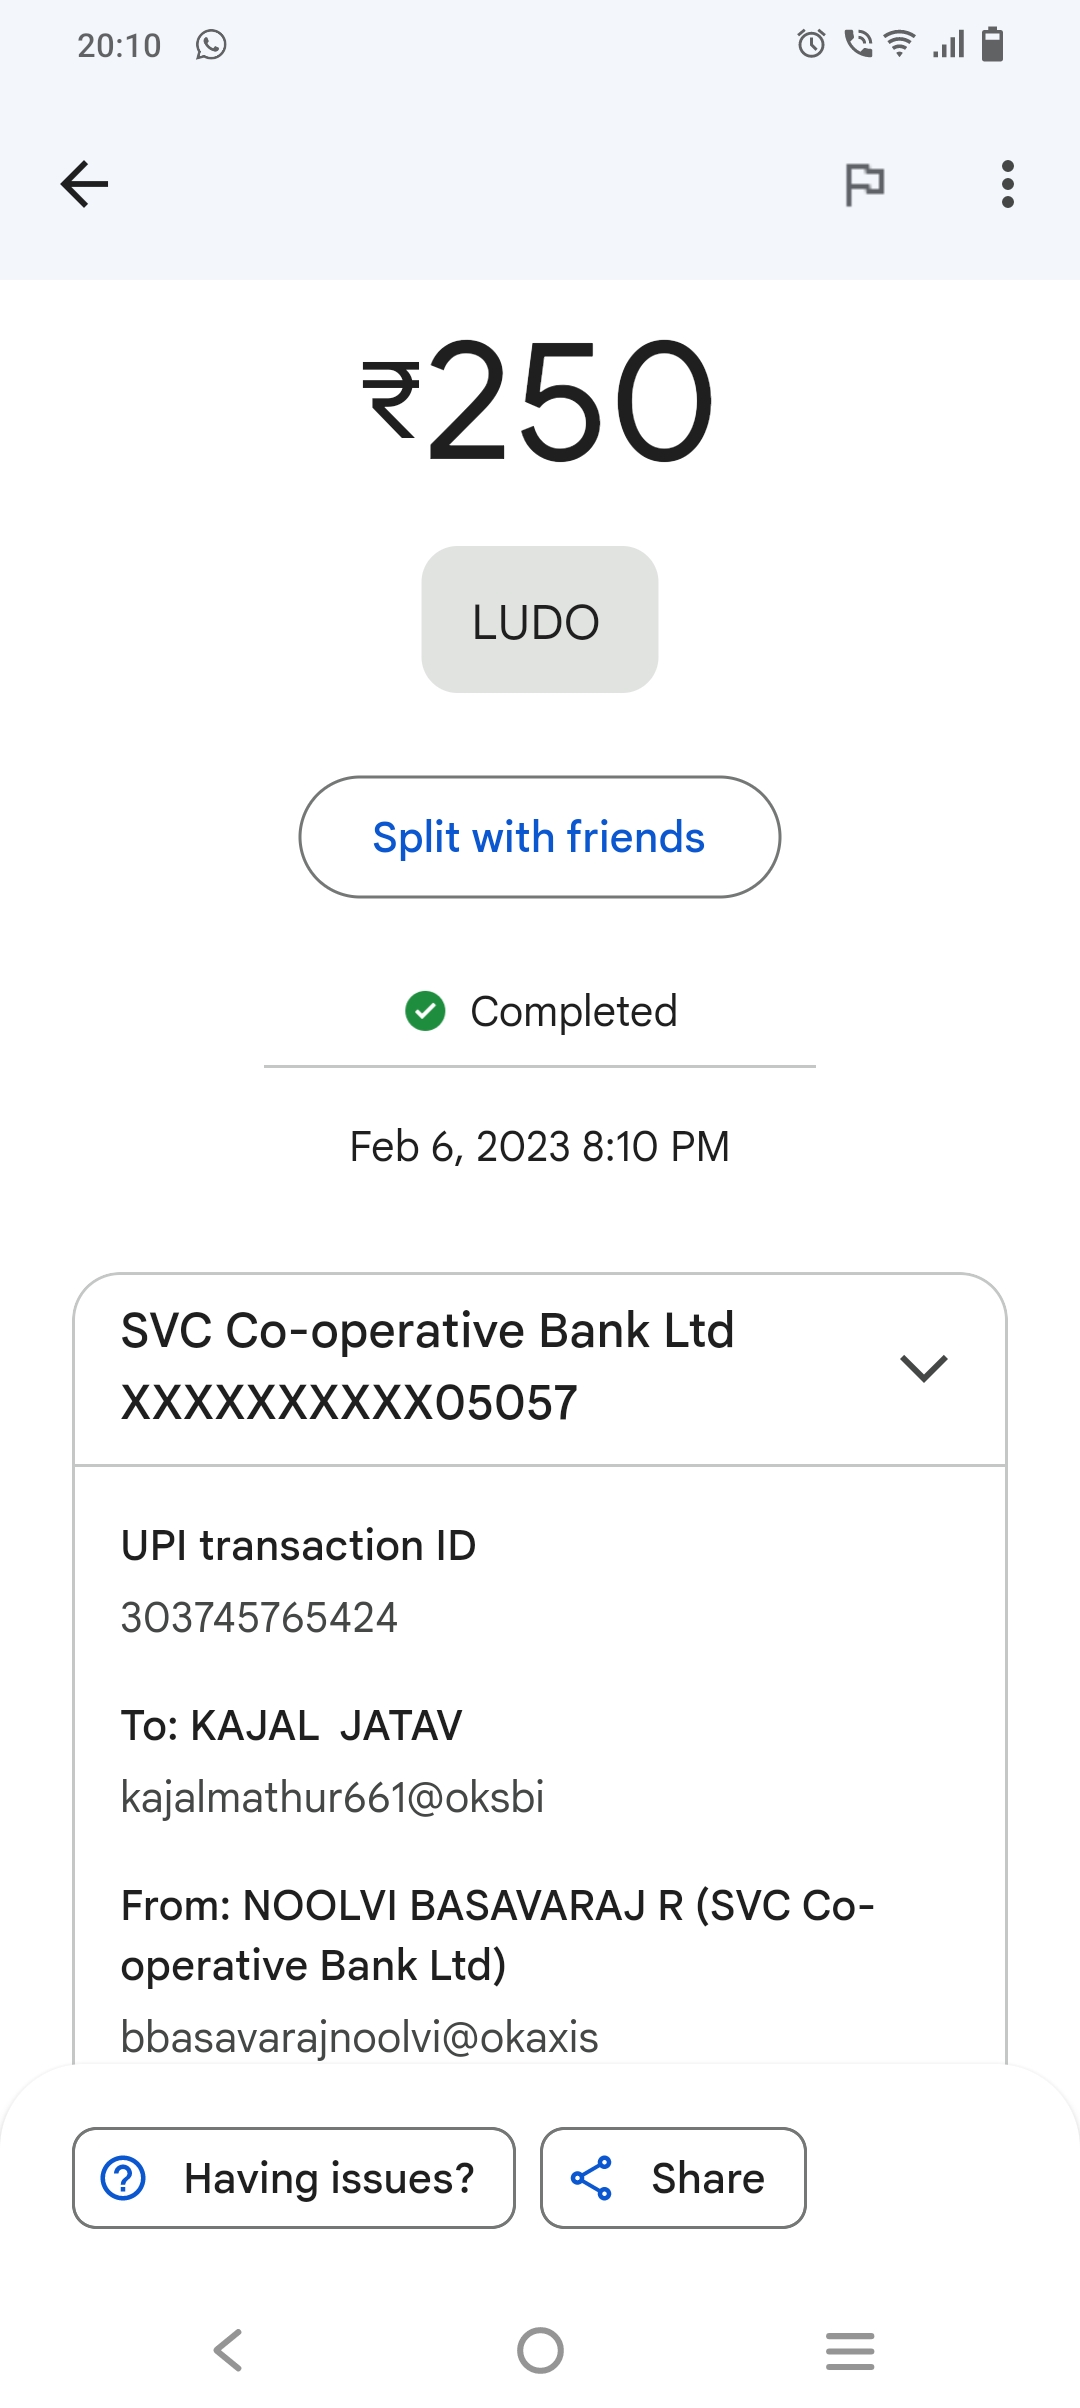 20:10
₹250
LUDO
Split with friends
Completed
Feb 6, 2023 8:10 PM
SVC Co-operative Bank Ltd
XXXXXXXXXX05057
UPI transaction ID
303745765424
To: KAJAL  JATAV
kajalmathur661@oksbi
From: NOOLVI BASAVARAJ R (SVC Co-
operative Bank Ltd)
bbasavarajnoolvi@okaxis
Having issues?
Share